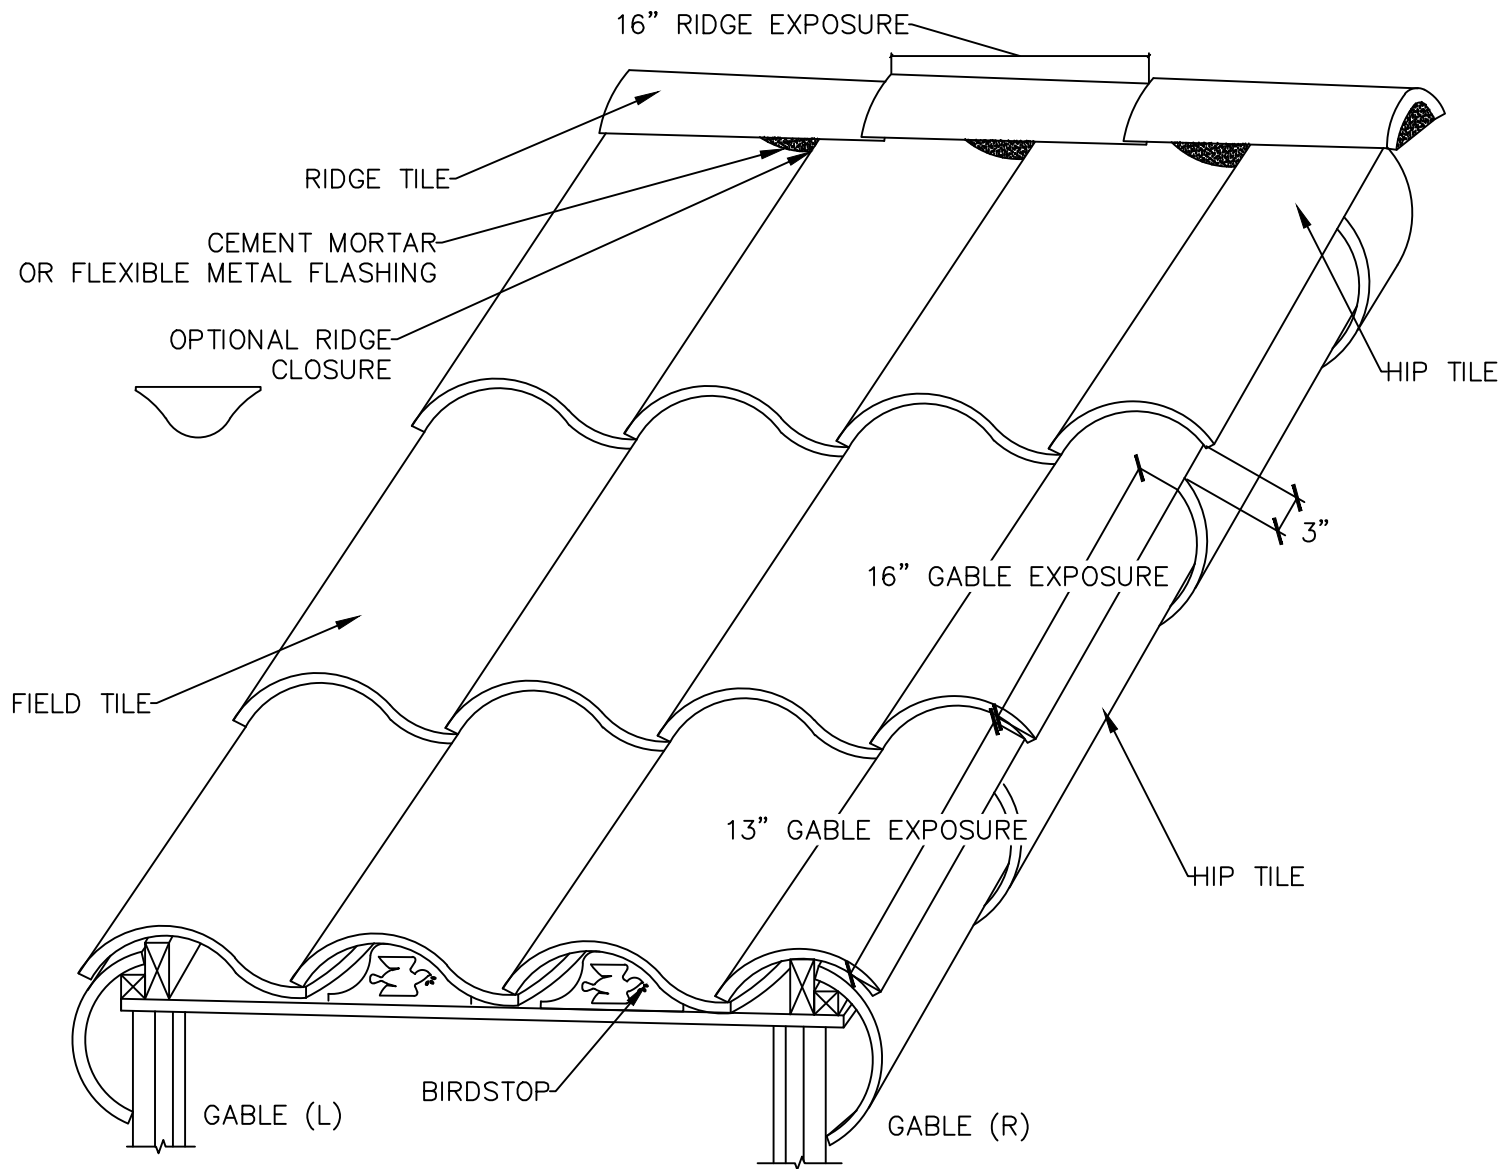 16” RIDGE EXPOSURE
RIDGE TILE
CEMENT MORTAR
OR FLEXIBLE METAL FLASHING
OPTIONAL RIDGE
CLOSURE
HIP TILE
3”
16” GABLE EXPOSURE
FIELD TILE
13” GABLE EXPOSURE
HIP TILE
BIRDSTOP
GABLE (L)
GABLE (R)